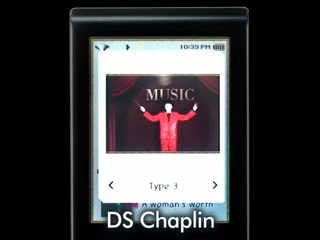 10:39 PM
MUSIC
Type 3
A Woman's Worth
DS Chaplin